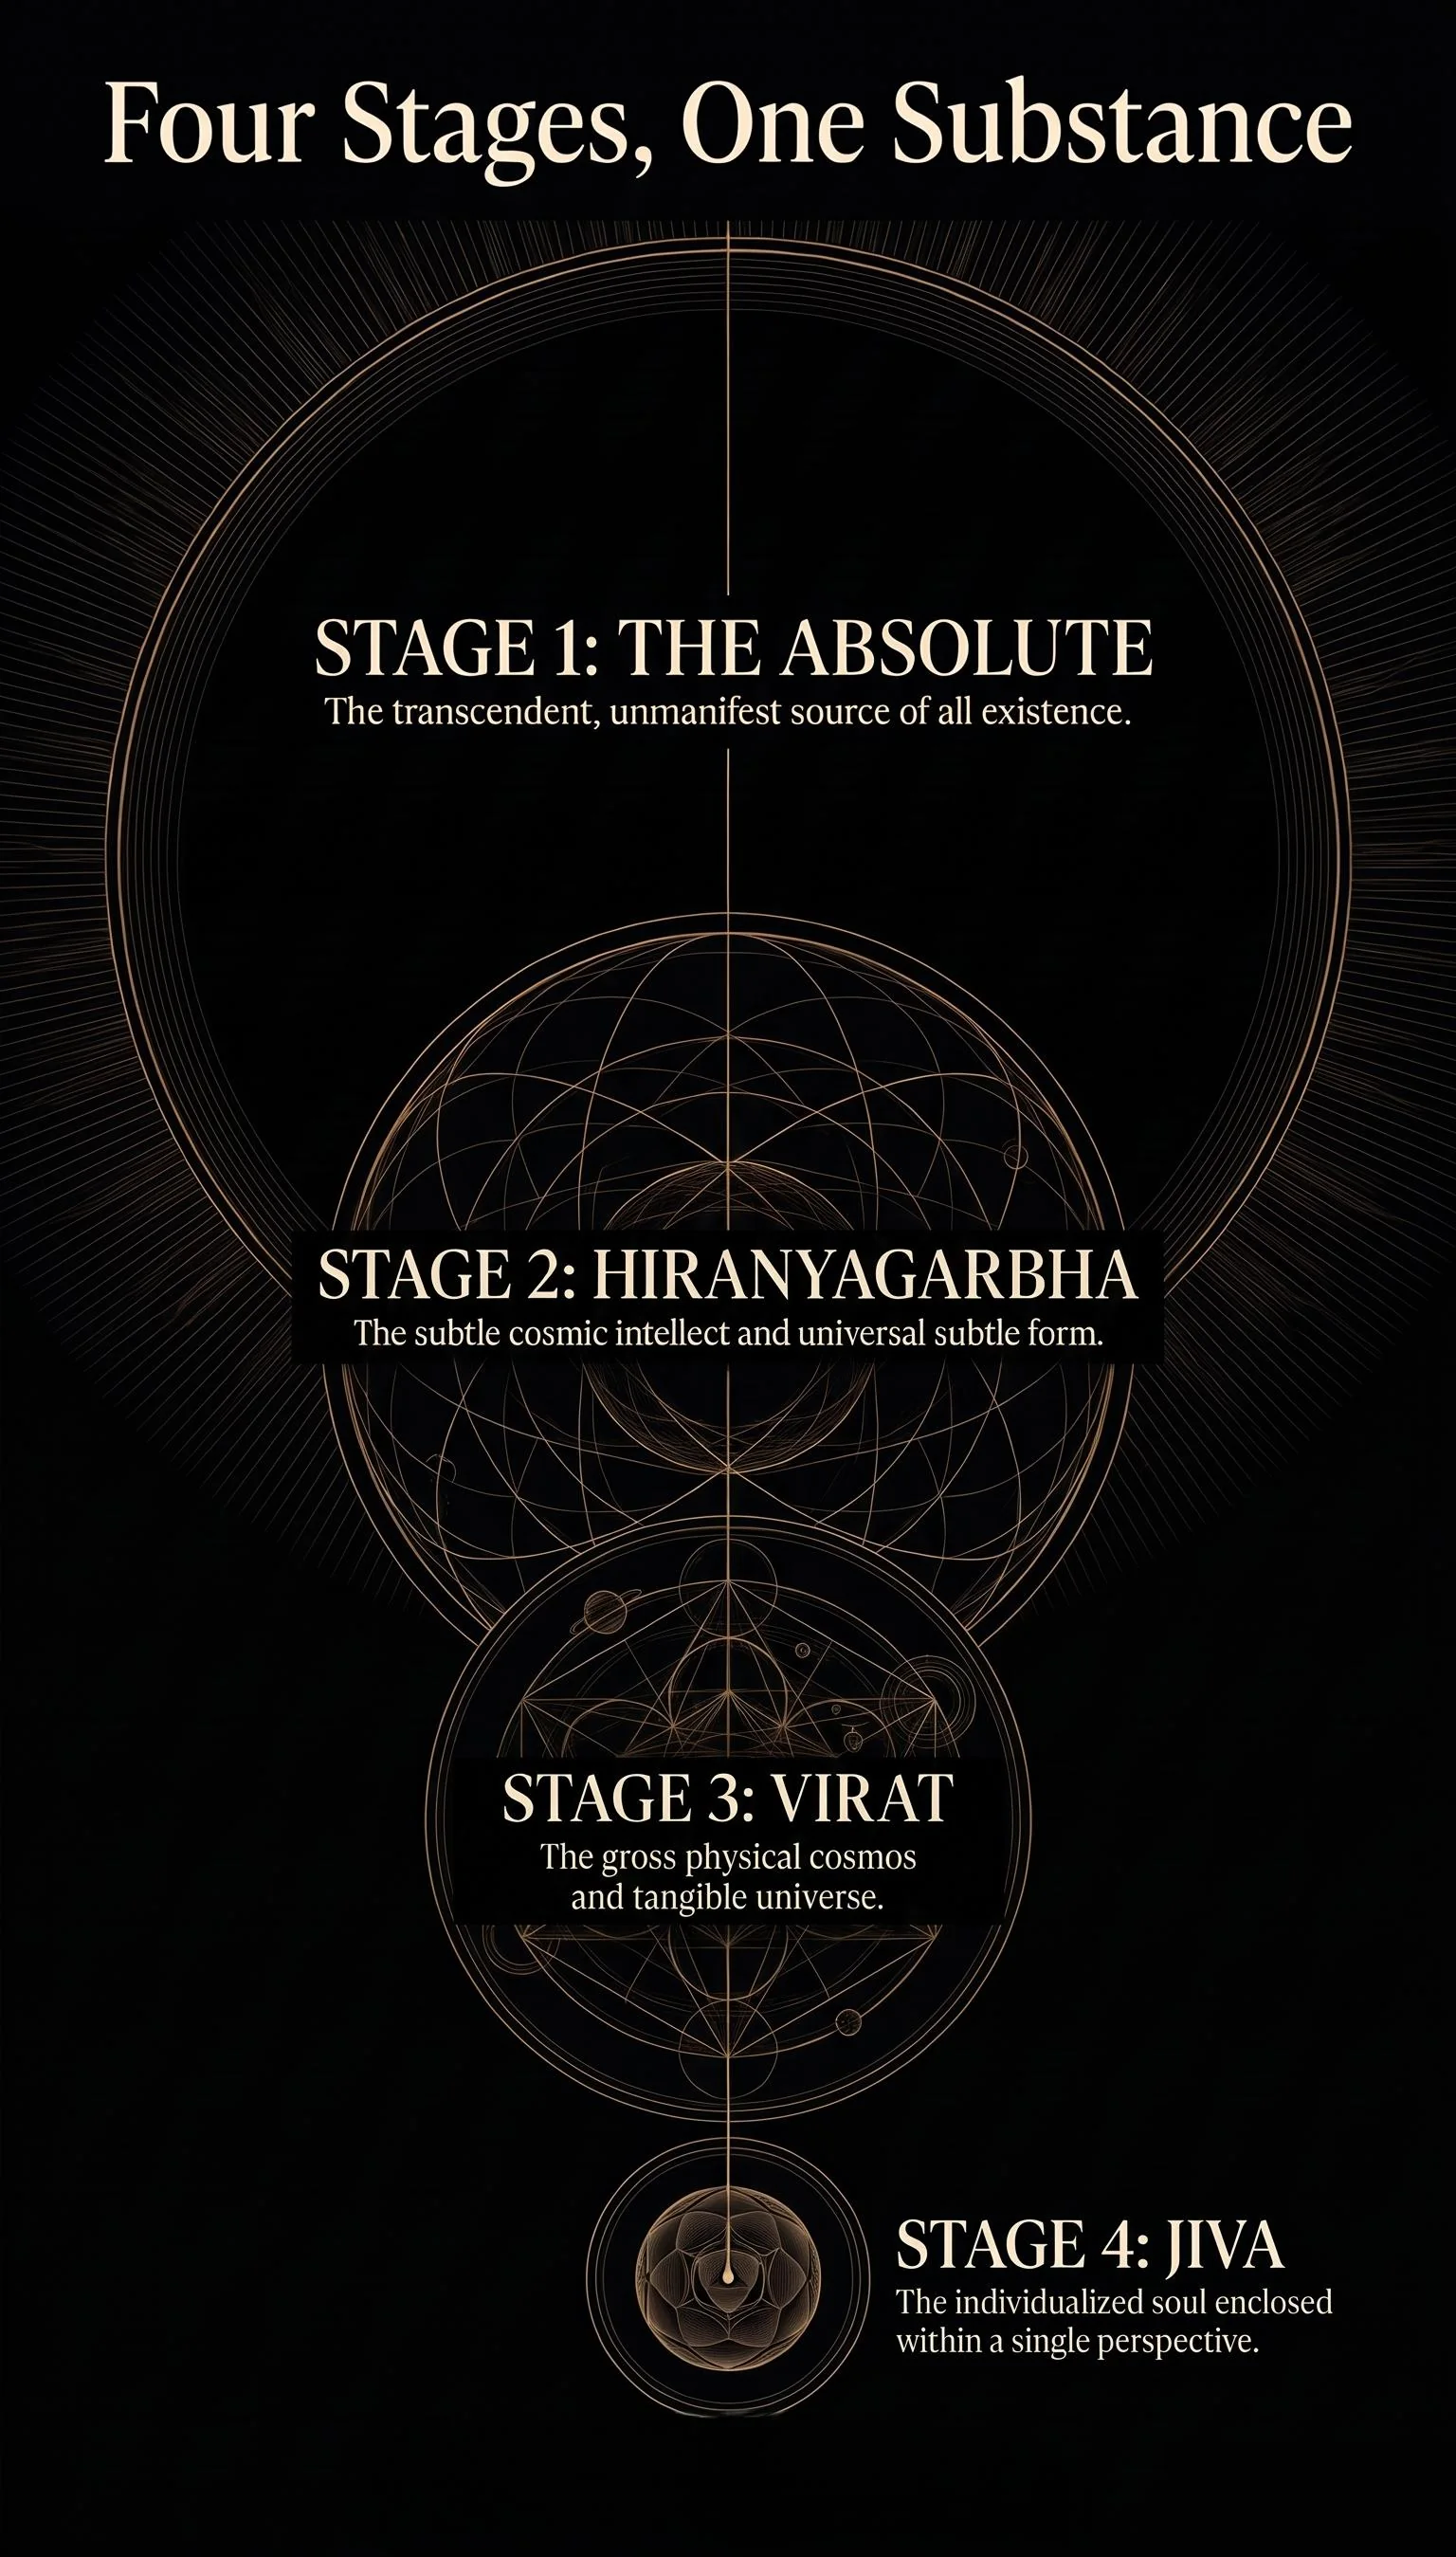 Four Stages, One Substance
STAGE 1: THE ABSOLUTE
The transcendent, unmanifest source of all existence.
STAGE 2: HIRANYAGARBHA
The subtle cosmic intellect and universal subtle form.
STAGE 3: VIRAT
The gross physical cosmos
and tangible universe.
STAGE 4: JIVA
The individualized soul enclosed
within a single perspective.